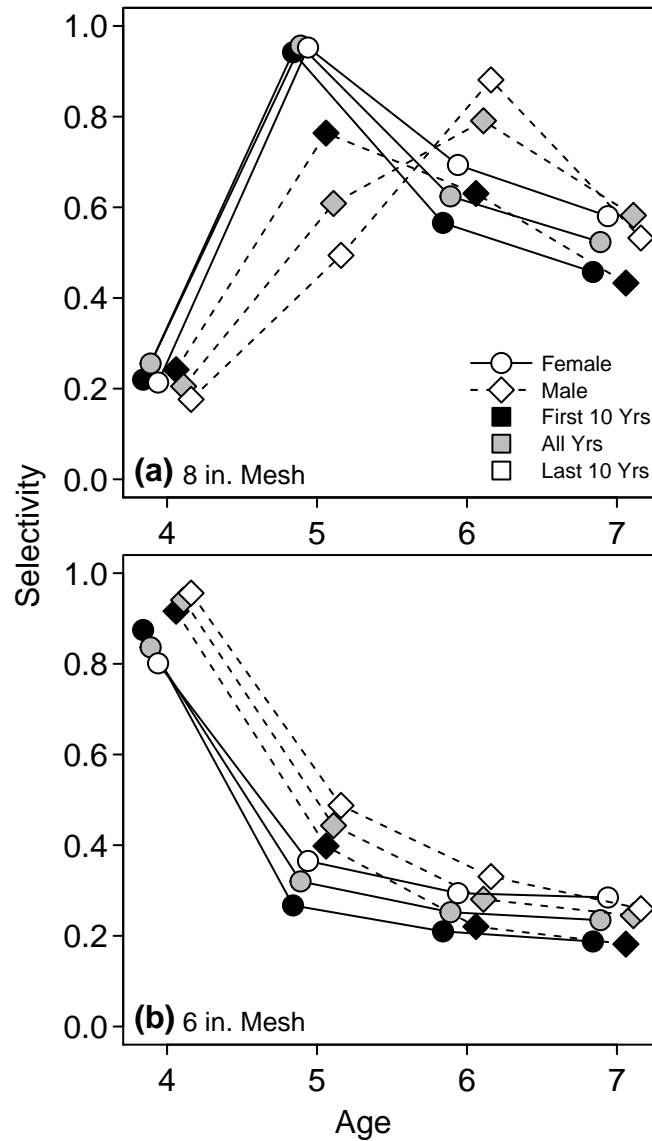 1.0
0.8
0.6
0.4
0.2
0.0
Female
Male
First 10 Yrs
All Yrs
Last 10 Yrs
(a) 8 in. Mesh
4 5 6 7
Selectivity
1.0
0.8
0.6
0.4
0.2
0.0
(b) 6 in. Mesh
4 5 6 7
Age